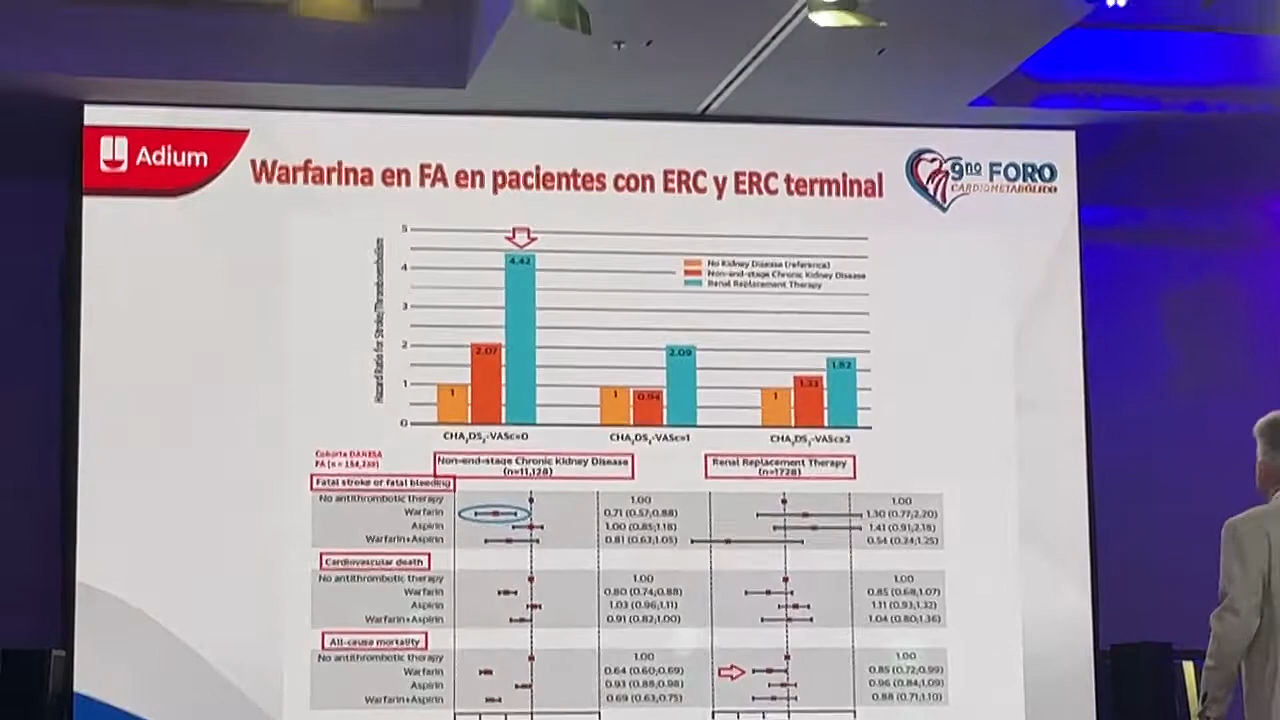 Adium
Warfarina en FA en pacientes con ERC y ERC terminal
9no FORO
CARDIOMETABÓLICO
Hazard Ratio for Stroke/Thromboembolism
5
4
3
2
1
0
4.42
2.07
1
1
0.94
2.09
1
1.33
1.82
No Kidney Disease (reference)
Non-end-stage Chronic Kidney Disease
Renal Replacement Therapy
CHA₂DS₂-VASc=0
CHA₂DS₂-VASc=1
CHA₂DS₂-VASc≥2
Cohorte DANESA
Non-end-stage Chronic Kidney Disease
(n=11,128)
Renal Replacement Therapy
(n=1728)
Fatal stroke or fatal bleeding
No antithrombotic therapy 1.00 1.00
Warfarin 0.71 (0.57;0.88) 1.30 (0.77;2.20)
Aspirin 1.00 (0.85;1.18) 1.41 (0.91;2.18)
Warfarin+Aspirin 0.81 (0.63;1.05) 0.54 (0.24;1.25)
Cardiovascular death
No antithrombotic therapy 1.00 1.00
Warfarin 0.80 (0.74;0.88) 0.85 (0.68;1.07)
Aspirin 1.03 (0.96;1.11) 1.11 (0.93;1.32)
Warfarin+Aspirin 0.91 (0.82;1.00) 1.04 (0.80;1.36)
All-cause mortality
No antithrombotic therapy 1.00 1.00
Warfarin 0.64 (0.60;0.69) 0.85 (0.72;0.99)
Aspirin 0.93 (0.88;0.98) 0.96 (0.84;1.09)
Warfarin+Aspirin 0.69 (0.63;0.75) 0.88 (0.71;1.10)